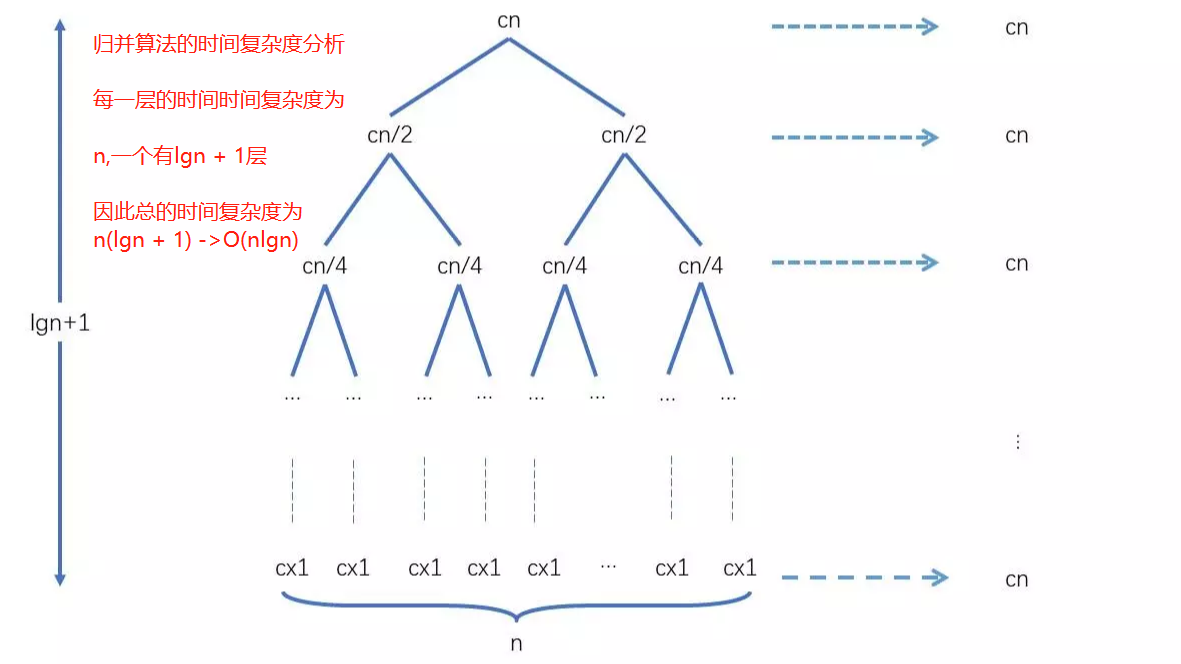 cn cn
归并算法的时间复杂度分析
每一层的时间时间复杂度为
cn/2 cn/2 cn
n,一个有lgn + 1层
因此总的时间复杂度为
n(lgn + 1) ->O(nlgn)
cn/4 cn/4 cn/4 cn/4 cn
lgn+1
... ... ... ... ... ... ... ...
⋮
cx1 cx1 cx1 cx1 cx1 ... cx1 cx1 cn
n